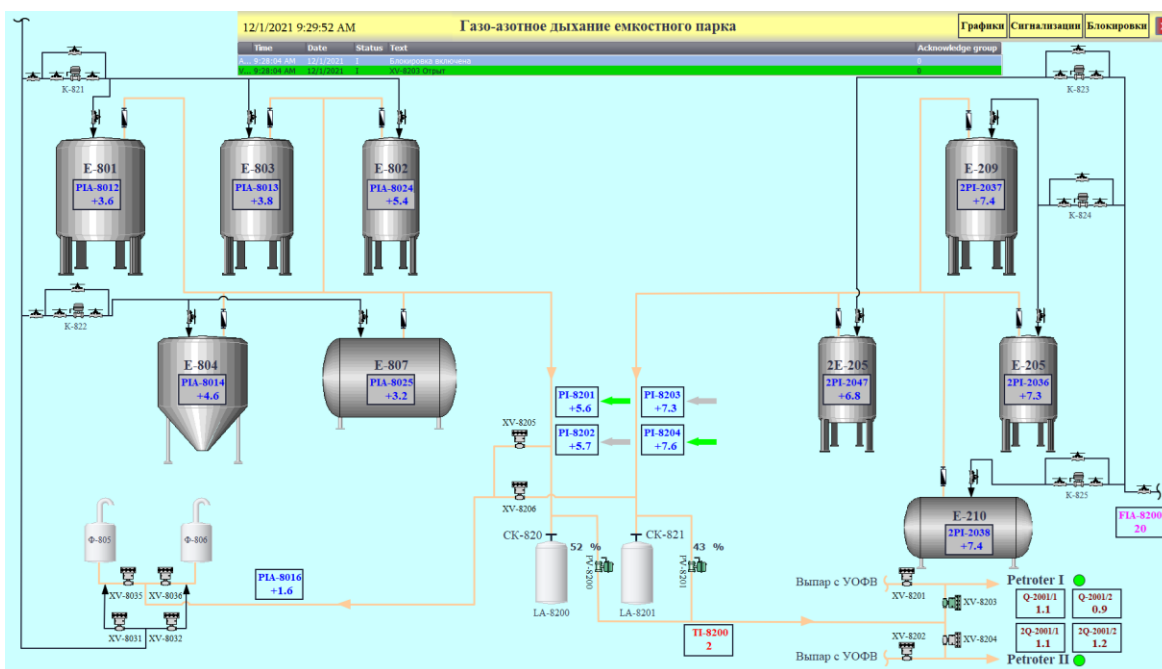 12/1/2021 9:29:52 AM
Газо-азотное дыхание емкостного парка
Графики
Сигнализации
Блокировки
Time Date Status Text Acknowledge group
A... 9:28:04 AM 12/1/2021 I Блокировка включена 0
V... 9:28:04 AM 12/1/2021 I XV-8203 Отрыт 0
К-821
К-823
Е-801
PIA-8012
+3.6
Е-803
PIA-8013
+3.8
Е-802
PIA-8024
+5.4
Е-209
2PI-2037
+7.4
К-824
К-822
Е-804
PIA-8014
+4.6
Е-807
PIA-8025
+3.2
2Е-205
2PI-2047
+6.8
Е-205
2PI-2036
+7.3
PI-8201
+5.6
PI-8203
+7.3
PI-8202
+5.7
PI-8204
+7.6
XV-8205
XV-8206
К-825
FIA-8200
20
Е-210
2PI-2038
+7.4
Ф-805
Ф-806
СК-820
52 %
PV-8200
LA-8200
СК-821
43 %
PV-8201
LA-8201
PIA-8016
+1.6
XV-8035
XV-8036
XV-8031
XV-8032
TI-8200
2
Выпар с УОФВ
XV-8201
Petroter I
XV-8203
Q-2001/1
1.1
Q-2001/2
0.9
2Q-2001/1
1.1
2Q-2001/2
1.2
XV-8202
XV-8204
Выпар с УОФВ
Petroter II